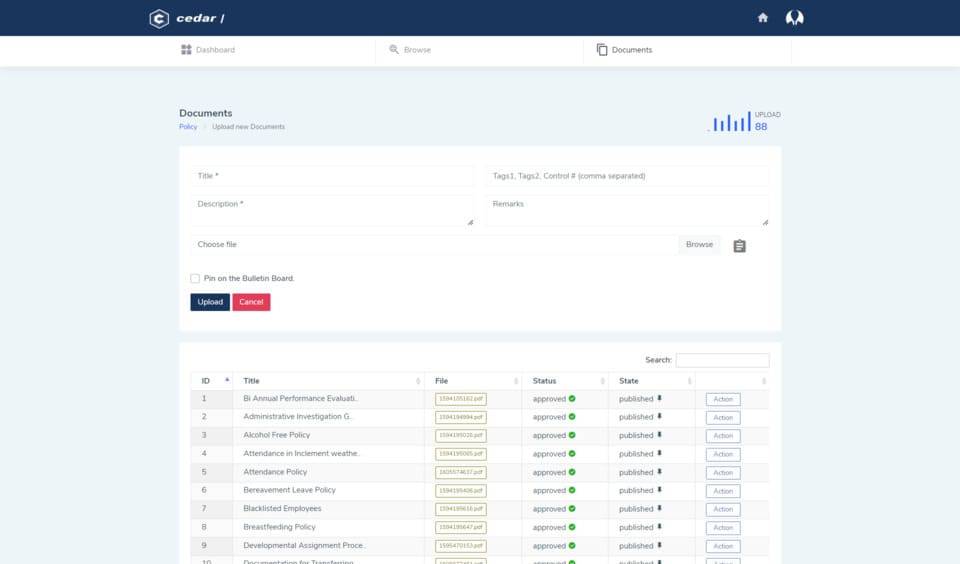 cedar /
Dashboard
Browse
Documents
Documents
Policy / Upload new Documents
UPLOAD
88
Title *
Tags1, Tags2, Control # (comma separated)
Description *
Remarks
Choose file
Browse
Pin on the Bulletin Board.
Upload Cancel
Search:
ID Title File Status State
1 Bi Annual Performance Evaluati.. 1594105162.pdf approved published Action
2 Administrative Investigation G.. 1594194994.pdf approved published Action
3 Alcohol Free Policy 1594195026.pdf approved published Action
4 Attendance in Inclement weathe.. 1594195065.pdf approved published Action
5 Attendance Policy 1605574637.pdf approved published Action
6 Bereavement Leave Policy 1594195406.pdf approved published Action
7 Blacklisted Employees 1594195616.pdf approved published Action
8 Breastfeeding Policy 1594195647.pdf approved published Action
9 Developmental Assignment Proce.. 1595470153.pdf approved published Action
10 Documentation for Transferring approved published Action